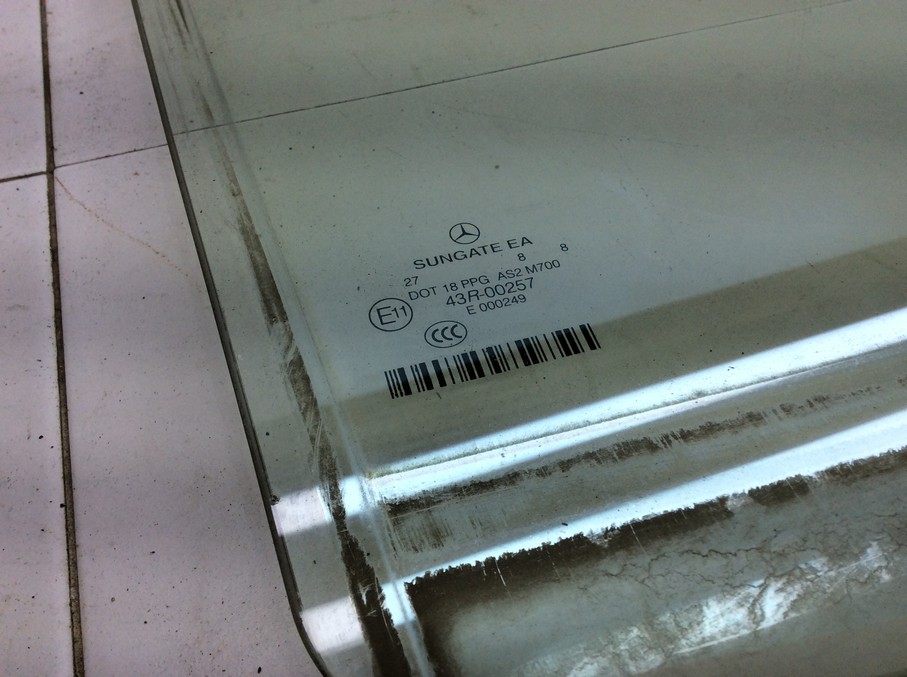 SUNGATE EA
27 8 8
DOT 18 PPG AS2 M700
43R-00257
E11 E 000249
CCC